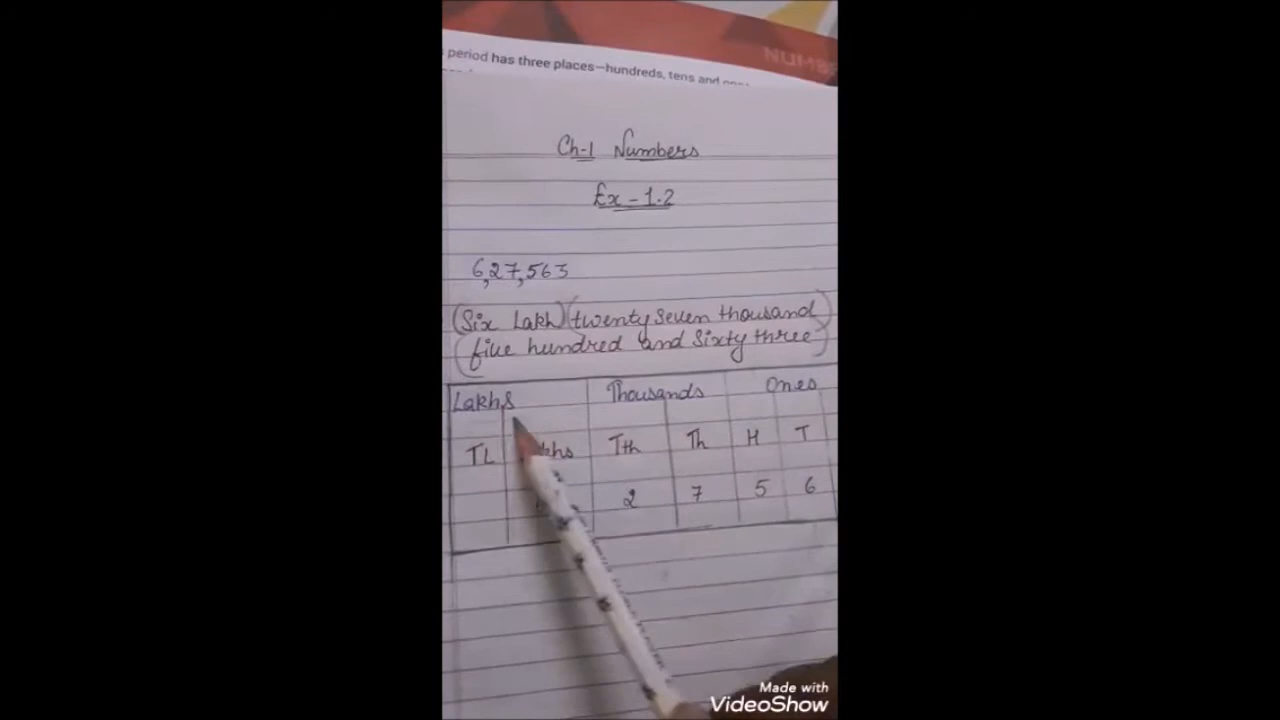 period has three places—hundreds, tens and ones
Ch-1 Numbers
Ex-1.2
6,27,563
(Six Lakh) (twenty seven thousand)
(five hundred and sixty three)
Lakhs Thousands Ones
TL Tth Th H T
2 7 5 6
Made with
VideoShow